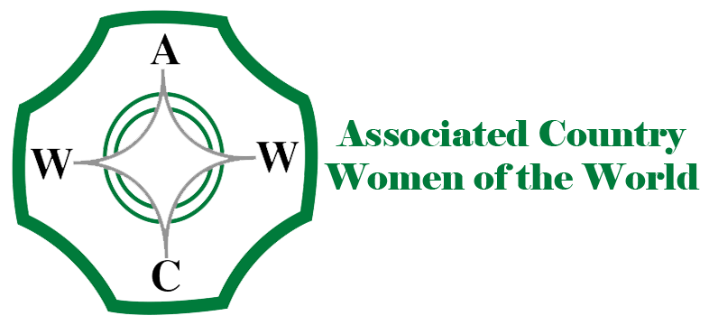 A
W W
C
Associated Country
Women of the World